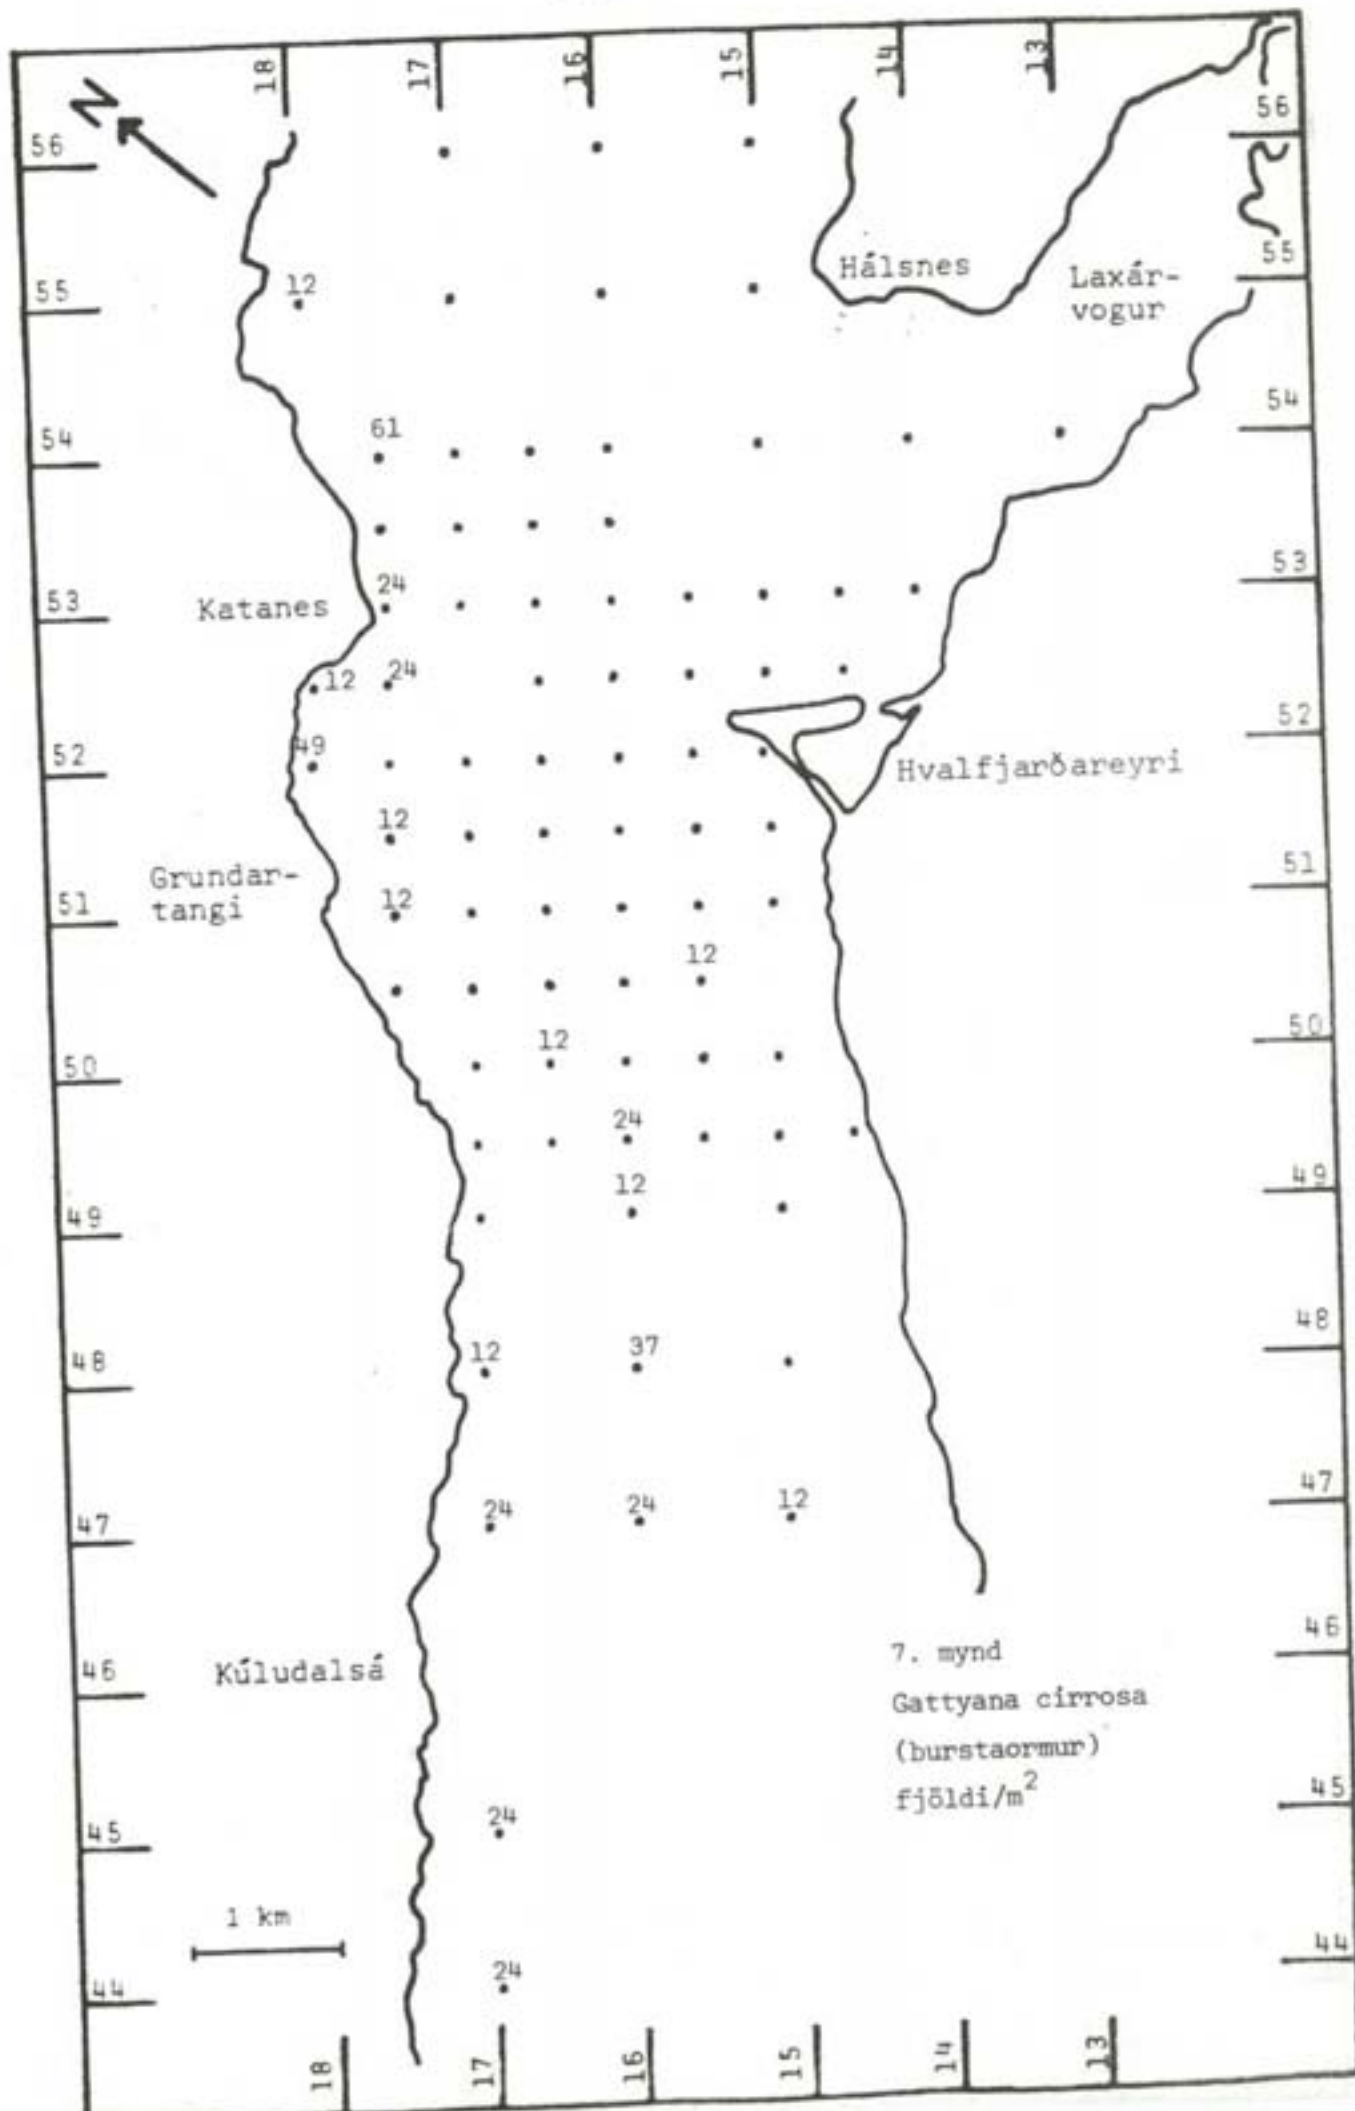 18 17 16 15 14 13
N
56 56
55
12
55
Hálsnes
Laxár-
vogur
54
61
54
53
Katanes
24
53
12 24
52
49
52
Hvalfjarðareyri
12
Grundar-
tangi
51
12
51
12
50
12
50
24
12
49
49
48
12 37
48
47
24 24 12
47
46
Kúludalsá
46
7. mynd
Gattyana cirrosa
(burstaormur)
fjöldi/m²
45
24
45
1 km
44
24
44
18 17 16 15 14 13